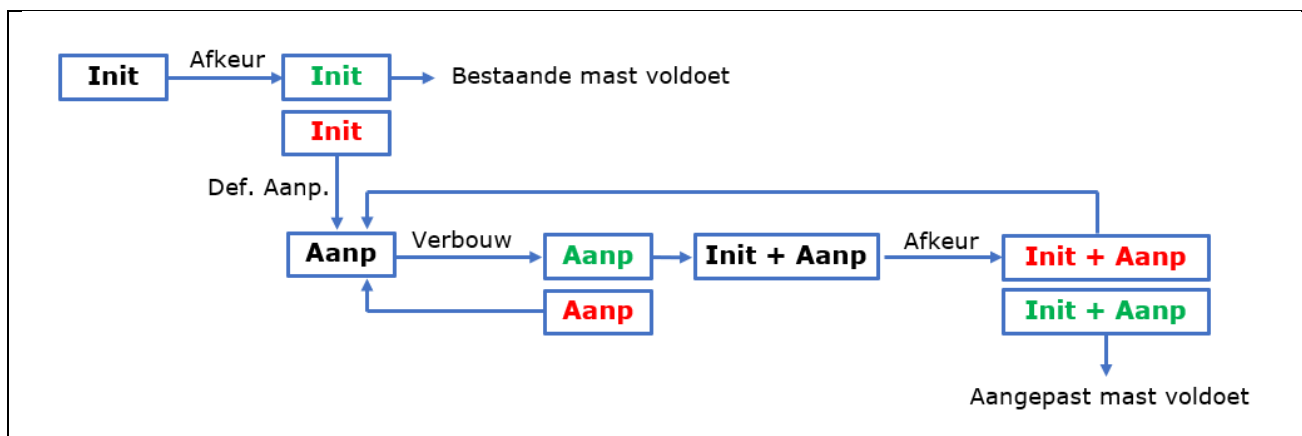 Init
Afkeur
Init
Bestaande mast voldoet
Init
Def. Aanp.
Aanp
Verbouw
Aanp
Init + Aanp
Afkeur
Init + Aanp
Aanp
Init + Aanp
Aangepast mast voldoet